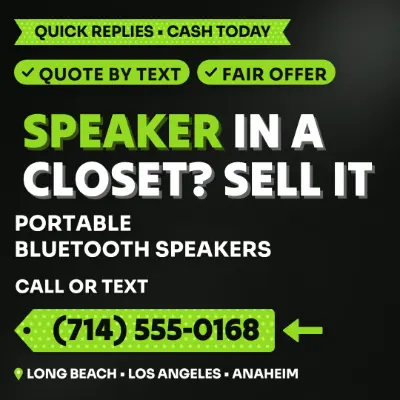 QUICK REPLIES • CASH TODAY
QUOTE BY TEXT FAIR OFFER
SPEAKER IN A
CLOSET? SELL IT
PORTABLE
BLUETOOTH SPEAKERS
CALL OR TEXT
(714) 555-0168
LONG BEACH • LOS ANGELES • ANAHEIM